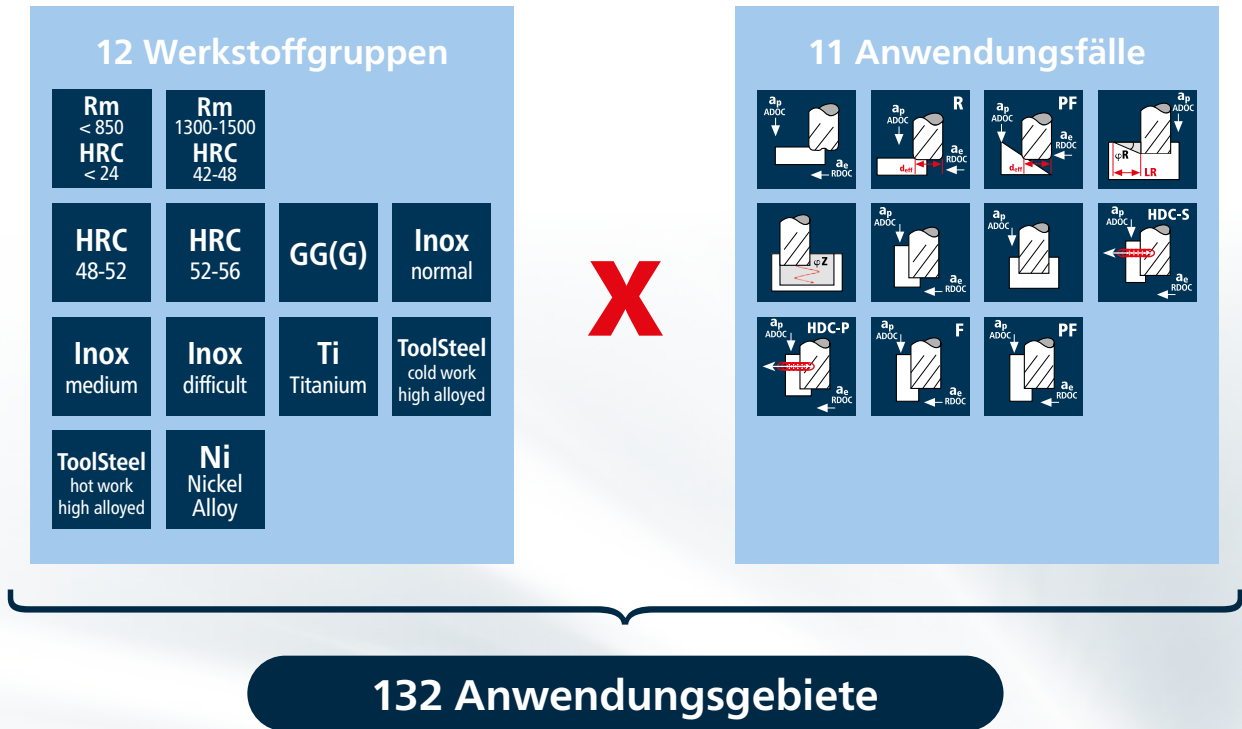 12 Werkstoffgruppen
Rm
< 850
HRC
< 24
Rm
1300-1500
HRC
42-48
HRC
48-52
HRC
52-56
GG(G)
Inox
normal
Inox
medium
Inox
difficult
Ti
Titanium
ToolSteel
cold work
high alloyed
ToolSteel
hot work
high alloyed
Ni
Nickel
Alloy
X
11 Anwendungsfälle
ap
ADOC
ae
RDOC
R
ap
ADOC
ae
RDOC
deff
PF
ap
ADOC
ae
RDOC
deff
ap
ADOC
φR
LR
φZ
ap
ADOC
ae
RDOC
ap
ADOC
HDC-S
ap
ADOC
ae
RDOC
HDC-P
ap
ADOC
ae
RDOC
F
ap
ADOC
ae
RDOC
PF
ap
ADOC
ae
RDOC
132 Anwendungsgebiete